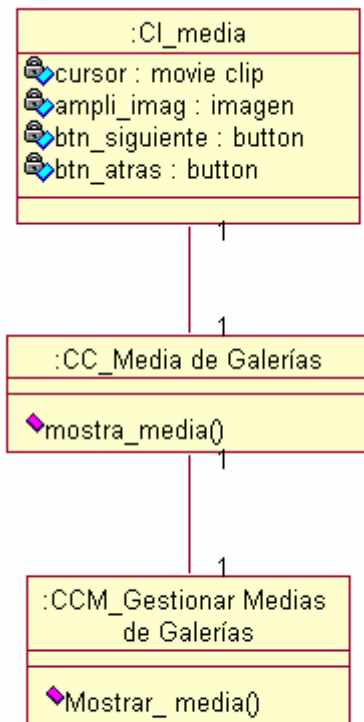 :CI_media
cursor : movie clip
ampli_imag : imagen
btn_siguiente : button
btn_atras : button
1
1
:CC_Media de Galerías
mostra_media()
1
1
:CCM_Gestionar Medias
de Galerías
Mostrar_ media()